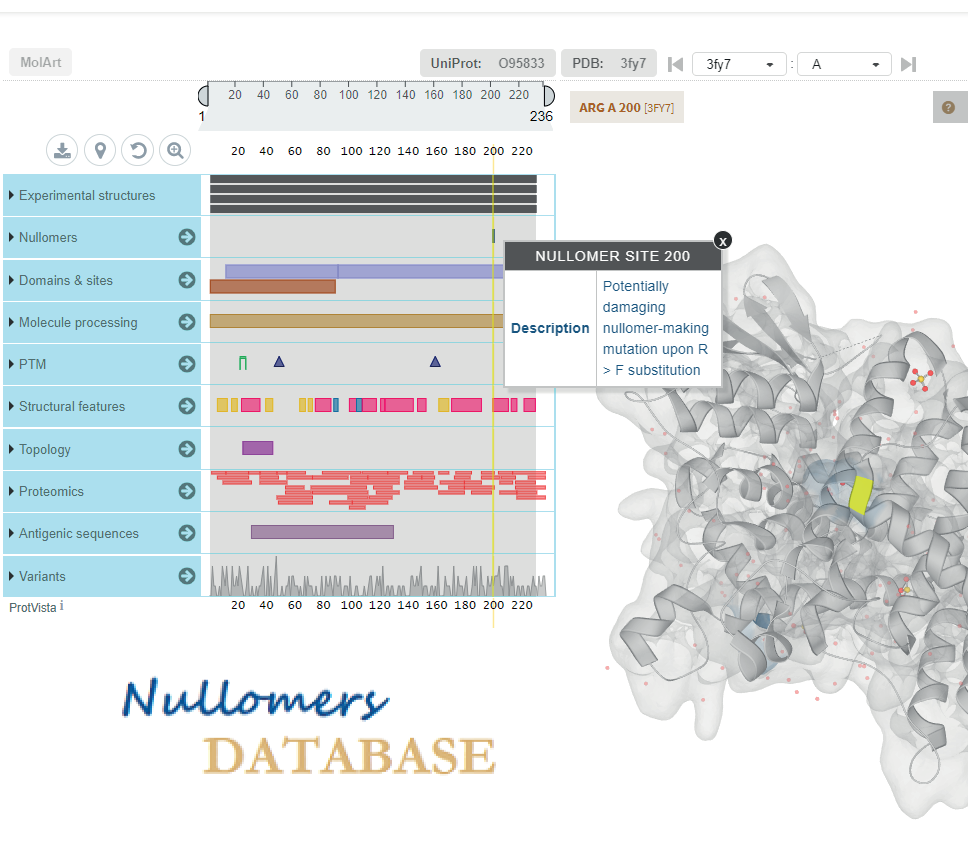 MolArt
UniProt: O95833
PDB: 3fy7
3fy7 : A
20 40 60 80 100 120 140 160 180 200 220
1 236
ARG A 200 [3FY7]
?
20 40 60 80 100 120 140 160 180 200 220
Experimental structures
Nullomers
Domains & sites
Molecule processing
PTM
Structural features
Topology
Proteomics
Antigenic sequences
Variants
x
NULLOMER SITE 200
Description
Potentially
damaging
nullomer-making
mutation upon R
> F substitution
20 40 60 80 100 120 140 160 180 200 220
ProtVista i
Nullomers
DATABASE